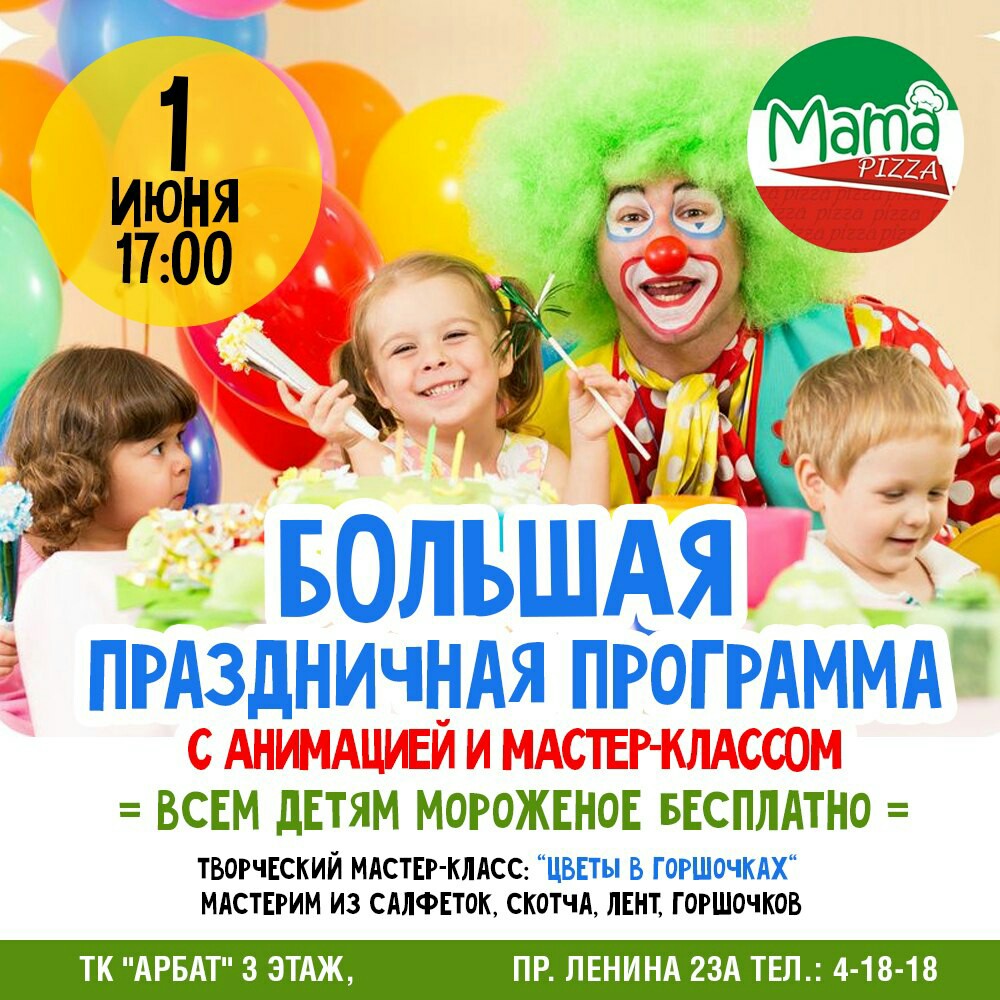 1
ИЮНЯ
17:00
Mama
PIZZA
БОЛЬШАЯ
ПРАЗДНИЧНАЯ ПРОГРАММА
С АНИМАЦИЕЙ И МАСТЕР-КЛАССОМ
= ВСЕМ ДЕТЯМ МОРОЖЕНОЕ БЕСПЛАТНО =
ТВОРЧЕСКИЙ МАСТЕР-КЛАСС: "ЦВЕТЫ В ГОРШОЧКАХ"
МАСТЕРИМ ИЗ САЛФЕТОК, СКОТЧА, ЛЕНТ, ГОРШОЧКОВ
ТК "АРБАТ" 3 ЭТАЖ, ПР. ЛЕНИНА 23А ТЕЛ.: 4-18-18